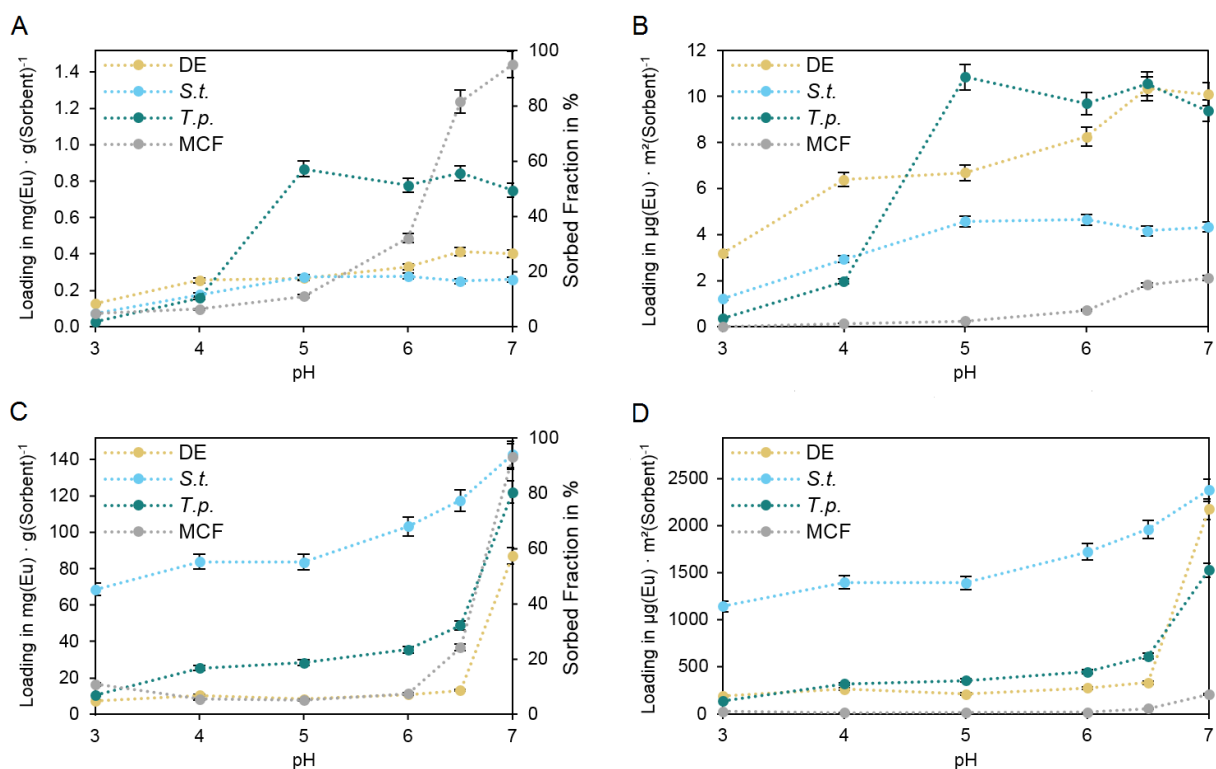 A
Loading in mg(Eu) · g(Sorbent)⁻¹
1.4
1.2
1.0
0.8
0.6
0.4
0.2
0.0
DE
S.t.
T.p.
MCF
100
80
60
40
20
0
Sorbed Fraction in %
3 4 5 6 7
pH
B
Loading in µg(Eu) · m²(Sorbent)⁻¹
12
10
8
6
4
2
0
DE
S.t.
T.p.
MCF
3 4 5 6 7
pH
C
Loading in mg(Eu) · g(Sorbent)⁻¹
140
120
100
80
60
40
20
0
DE
S.t.
T.p.
MCF
100
80
60
40
20
0
Sorbed Fraction in %
3 4 5 6 7
pH
D
Loading in µg(Eu) · m²(Sorbent)⁻¹
2500
2000
1500
1000
500
0
DE
S.t.
T.p.
MCF
3 4 5 6 7
pH